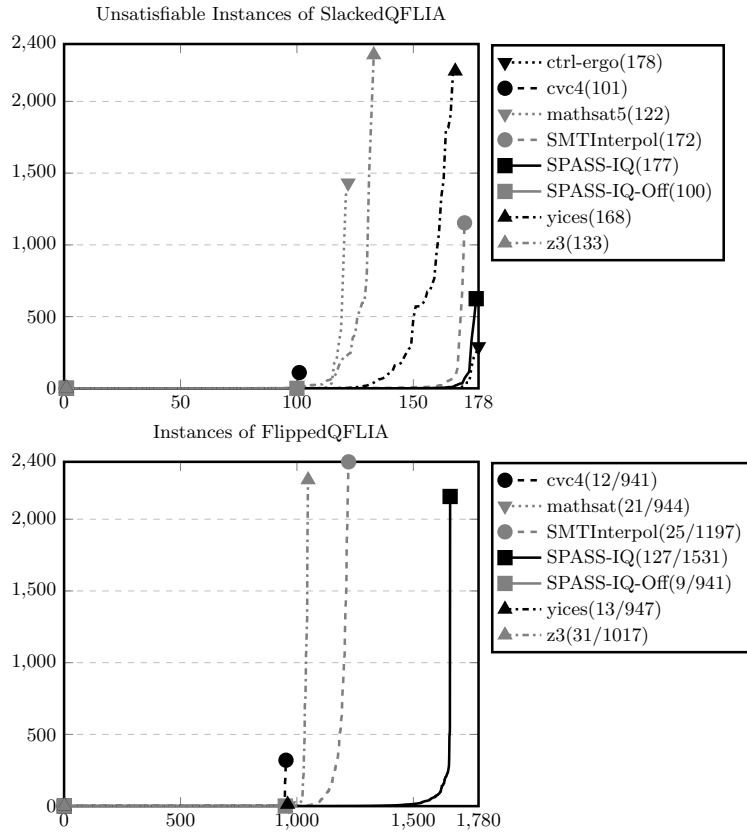 Unsatisfiable Instances of SlackedQFLIA
2,400
2,000
1,500
1,000
500
0
0 50 100 150 178
ctrl-ergo(178)
cvc4(101)
mathsat5(122)
SMTInterpol(172)
SPASS-IQ(177)
SPASS-IQ-Off(100)
yices(168)
z3(133)
Instances of FlippedQFLIA
2,400
2,000
1,500
1,000
500
0
0 500 1,000 1,500 1,780
cvc4(12/941)
mathsat(21/944)
SMTInterpol(25/1197)
SPASS-IQ(127/1531)
SPASS-IQ-Off(9/941)
yices(13/947)
z3(31/1017)